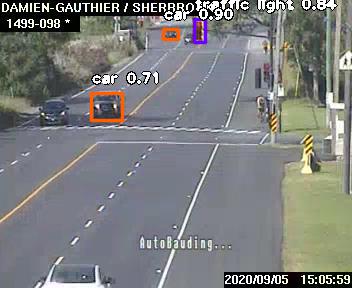 DAMIEN-GAUTHIER / SHERBRO
traffic light 0.84
1499-098 *
car 0.90
car 0.71
AutoBauding...
2020/09/05 15:05:59